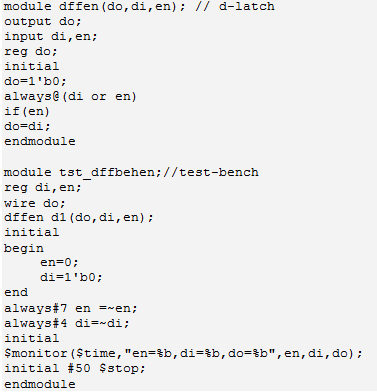 module dffen(do,di,en); // d-latch
output do;
input di,en;
reg do;
initial
do=1'b0;
always@(di or en)
if(en)
do=di;
endmodule
module tst_dffbehen;//test-bench
reg di,en;
wire do;
dffen d1(do,di,en);
initial
begin
en=0;
di=1'b0;
end
always#7 en =~en;
always#4 di=~di;
initial
$monitor($time,"en=%b,di=%b,do=%b",en,di,do);
initial #50 $stop;
endmodule